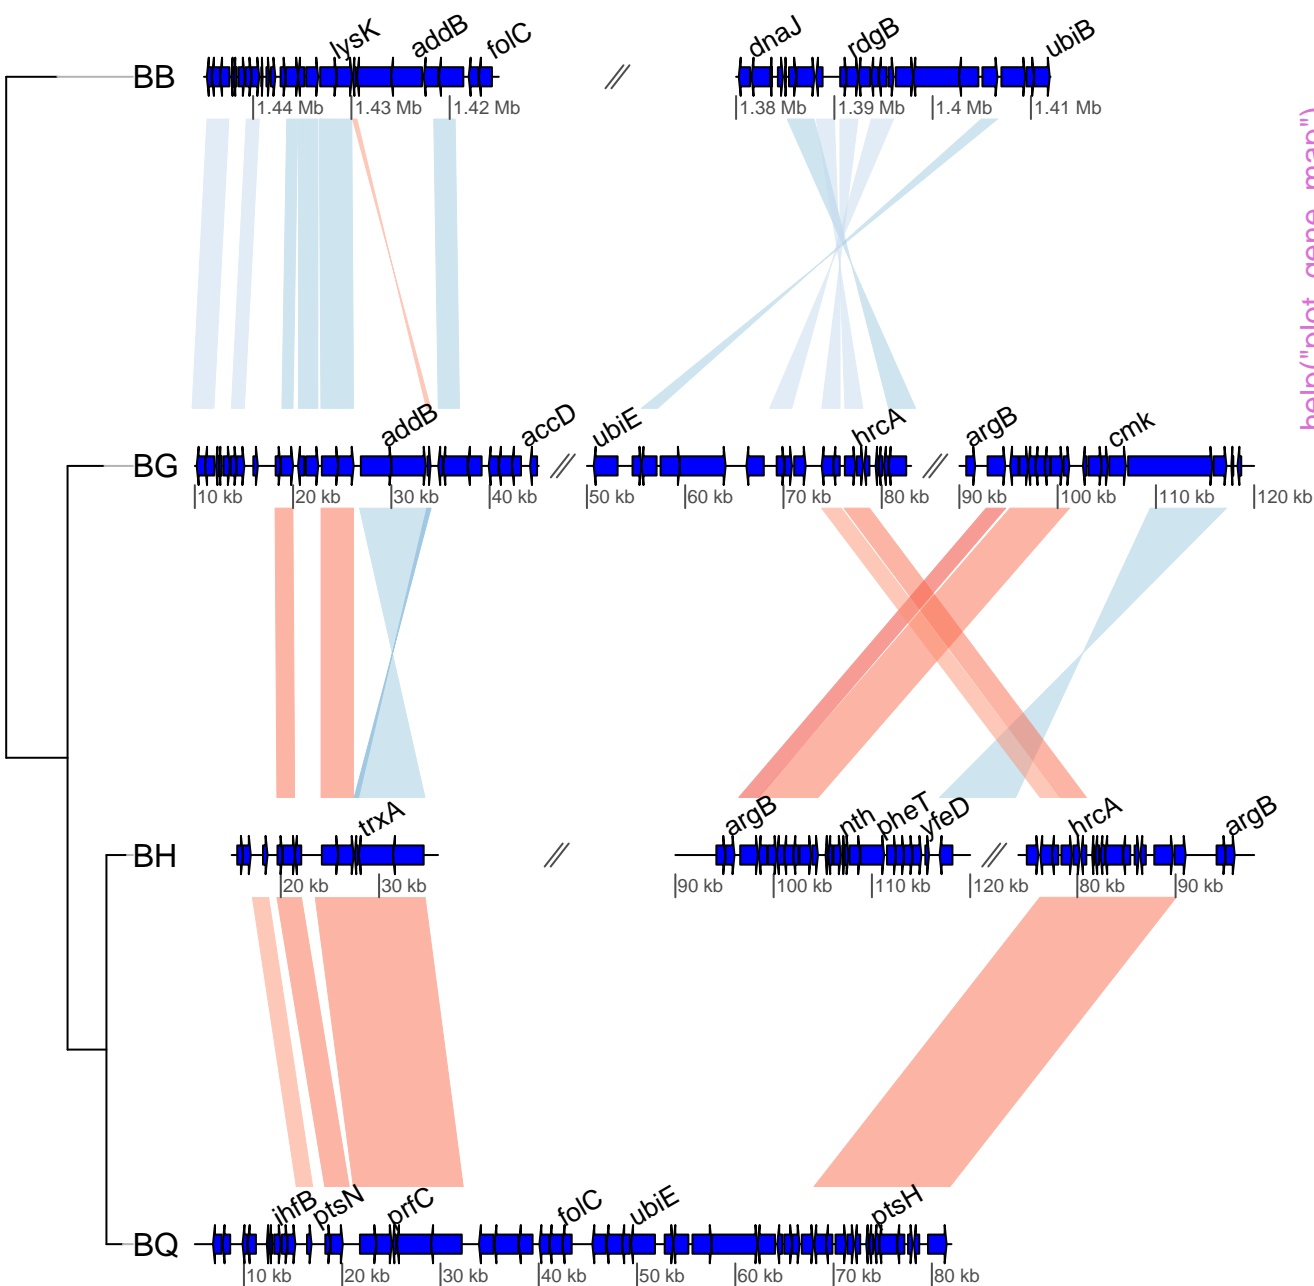 lysK addB folC dnaJ rdgB ubiB
BB
1.44 Mb 1.43 Mb 1.42 Mb 1.38 Mb 1.39 Mb 1.4 Mb 1.41 Mb
help("plot_gene_map")
addB accD ubiE hrcA argB cmk
BG
10 kb 20 kb 30 kb 40 kb 50 kb 60 kb 70 kb 80 kb 90 kb 100 kb 110 kb 120 kb
trxA argB nth pheT yfeD hrcA argB
BH
20 kb 30 kb 90 kb 100 kb 110 kb 120 kb 80 kb 90 kb
ihfB ptsN prfC folC ubiE ptsH
BQ
10 kb 20 kb 30 kb 40 kb 50 kb 60 kb 70 kb 80 kb